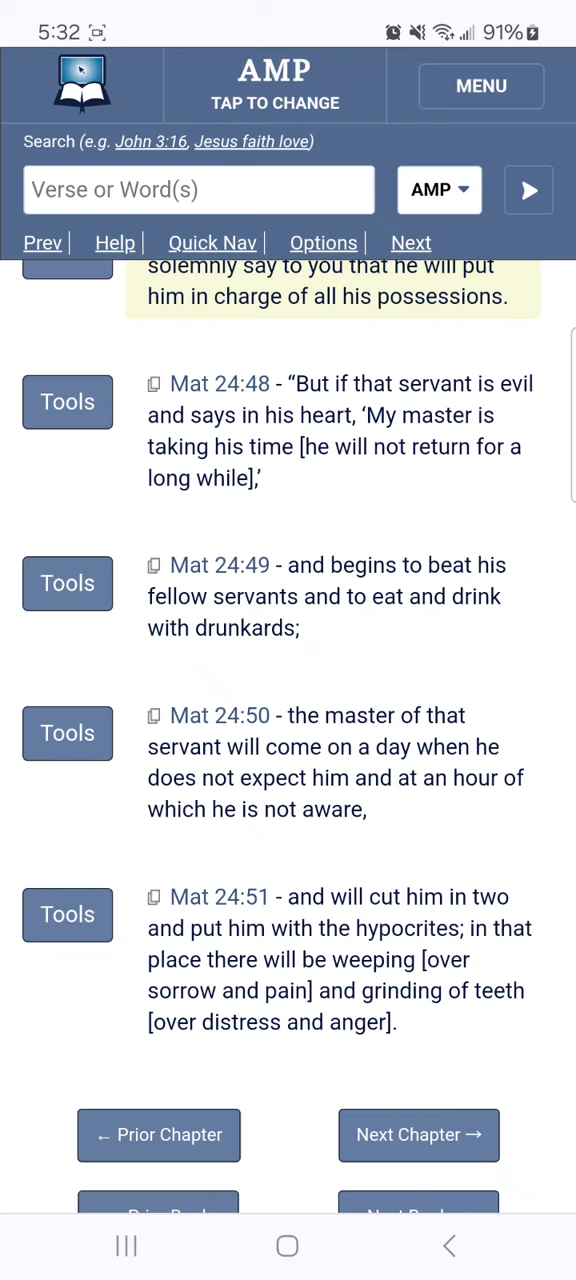 5:32 91%
AMP
TAP TO CHANGE
MENU
Search (e.g. John 3:16, Jesus faith love)
Verse or Word(s)
AMP
Prev | Help | Quick Nav | Options | Next
solemnly say to you that he will put
him in charge of all his possessions.
Tools
Mat 24:48 - “But if that servant is evil
and says in his heart, ‘My master is
taking his time [he will not return for a
long while],’
Tools
Mat 24:49 - and begins to beat his
fellow servants and to eat and drink
with drunkards;
Tools
Mat 24:50 - the master of that
servant will come on a day when he
does not expect him and at an hour of
which he is not aware,
Tools
Mat 24:51 - and will cut him in two
and put him with the hypocrites; in that
place there will be weeping [over
sorrow and pain] and grinding of teeth
[over distress and anger].
← Prior Chapter
Next Chapter →